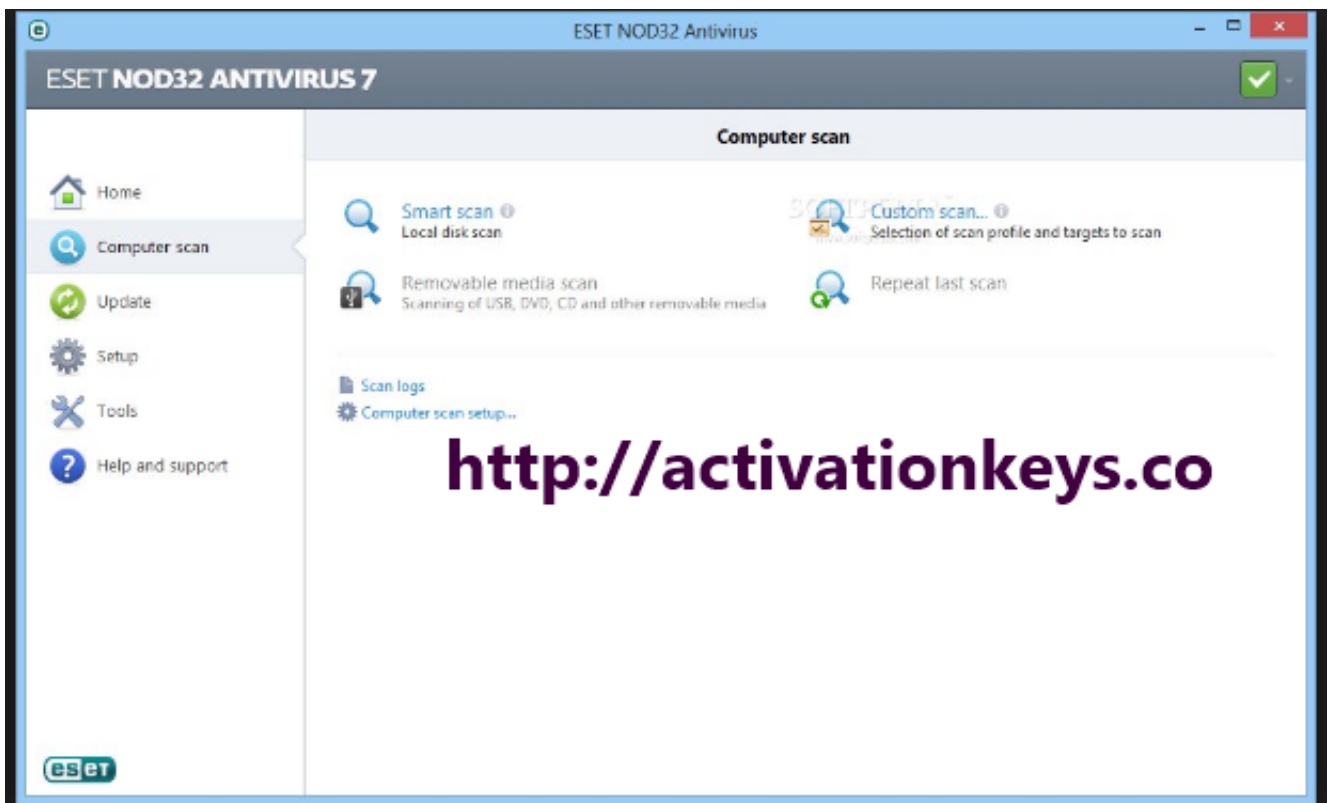 ESET NOD32 Antivirus
ESET NOD32 ANTIVIRUS 7
Computer scan
Home
Computer scan
Update
Setup
Tools
Help and support
Smart scan
Local disk scan
Custom scan...
Selection of scan profile and targets to scan
Removable media scan
Scanning of USB, DVD, CD and other removable media
Repeat last scan
Scan logs
Computer scan setup...
http://activationkeys.co
eset